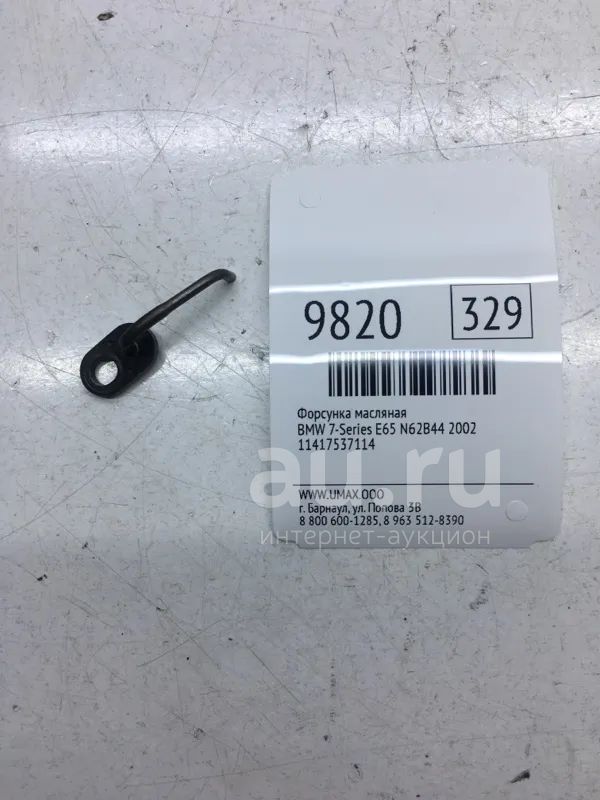 9820 329
Форсунка масляная
BMW 7-Series E65 N62B44 2002
11417537114
au.ru
WWW.UMAX.OOO
г. Барнаул, ул. Попова 3В
8 800 600-1285, 8 963 512-8390
интернет-аукцион